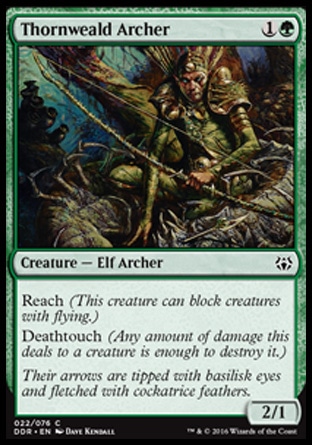 Thornweald Archer 1
Creature — Elf Archer
Reach (This creature can block creatures
with flying.)
Deathtouch (Any amount of damage this
deals to a creature is enough to destroy it.)
Their arrows are tipped with basilisk eyes
and fletched with cockatrice feathers.
2/1
022/076 C
DDR • EN Dave Kendall
™ & © 2016 Wizards of the Coast